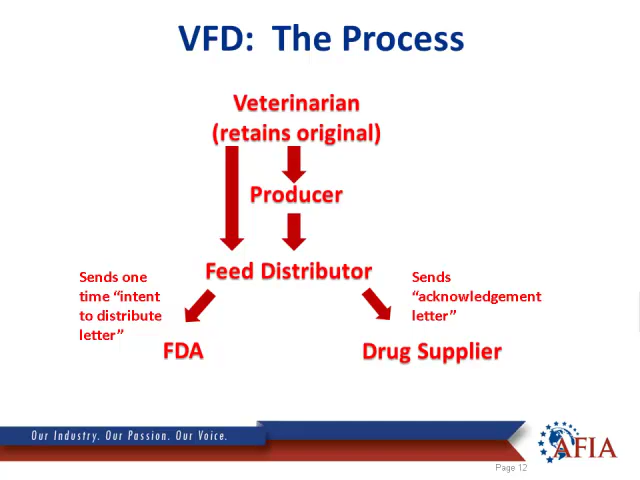 VFD:  The Process
Veterinarian
(retains original)
Producer
Feed Distributor
Sends one
time “intent
to distribute
letter”
Sends
“acknowledgement
letter”
FDA
Drug Supplier
Our Industry. Our Passion. Our Voice.
AFIA
Page 12